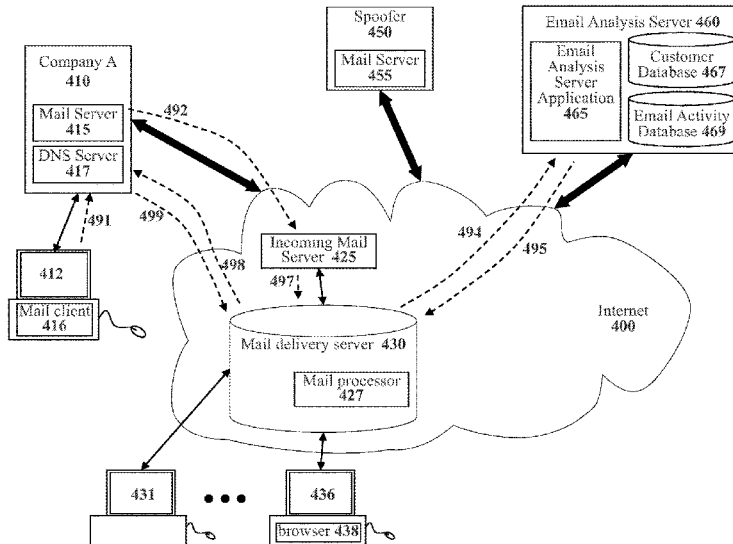 Company A
410
Mail Server
415
DNS Server
417
491
412
Mail client
416
492
499
498
Spoofer
450
Mail Server
455
Email Analysis Server 460
Email
Analysis
Server
Application
465
Customer
Database 467
Email Activity
Database 469
494
495
Incoming Mail
Server 425
497
Internet
400
Mail delivery server 430
Mail processor
427
431
436
browser 438